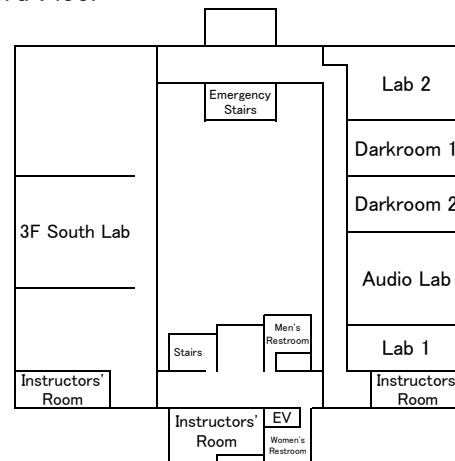 Lab 2
Emergency
Stairs
Darkroom 1
Darkroom 2
3F South Lab
Audio Lab
Men's
Restroom
Stairs
Lab 1
Instructors'
Room
Instructors
Room
Instructors'
Room
EV
Women's
Restroom